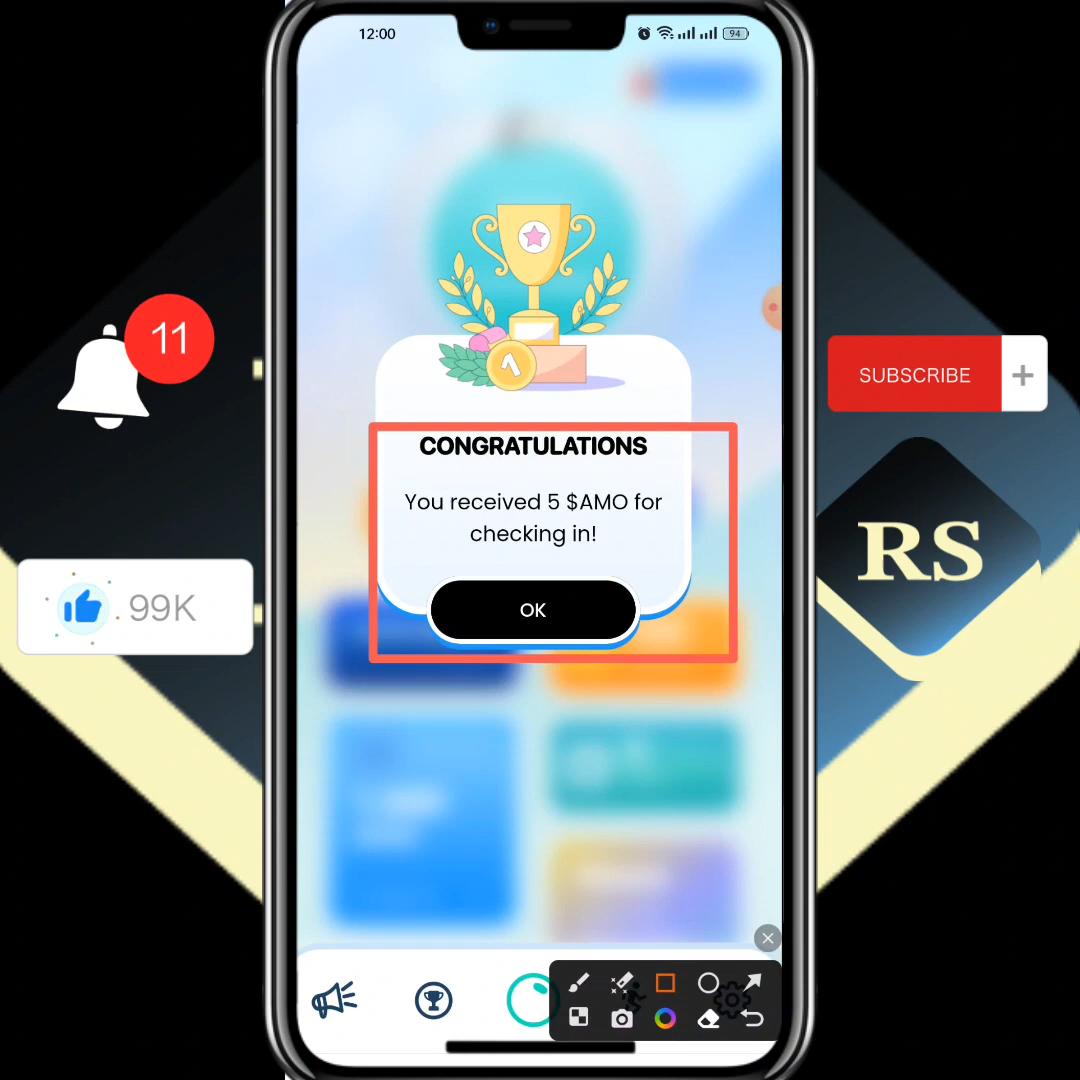 12:00
94
11
SUBSCRIBE
+
CONGRATULATIONS
You received 5 $AMO for
checking in!
RS
99K
OK